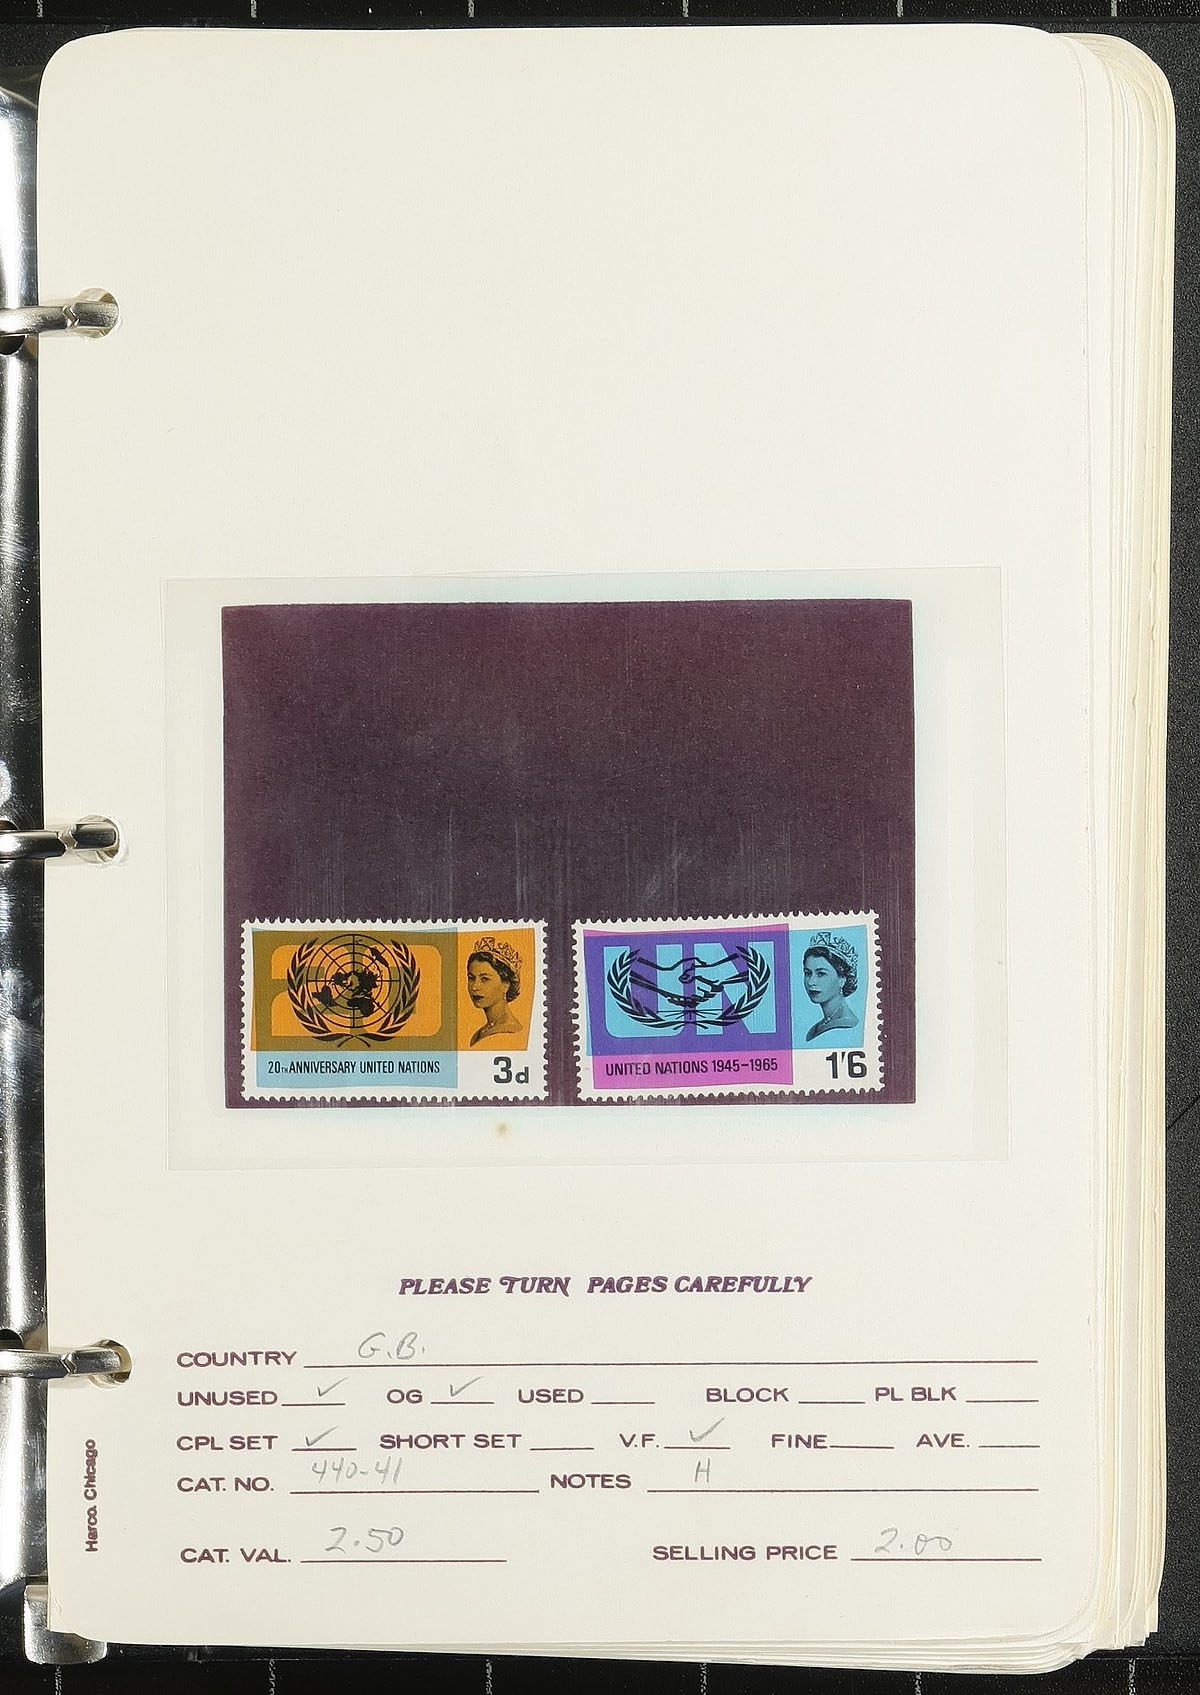 20 UN
20TH ANNIVERSARY UNITED NATIONS 3d
UNITED NATIONS 1945-1965 1'6
PLEASE TURN PAGES CAREFULLY
COUNTRY G.B.
UNUSED ✓ OG ✓ USED BLOCK PL BLK
CPL SET ✓ SHORT SET V.F. ✓ FINE AVE.
CAT. NO. 440-41 NOTES H
CAT. VAL. 2.50 SELLING PRICE 2.00
Harco. Chicago